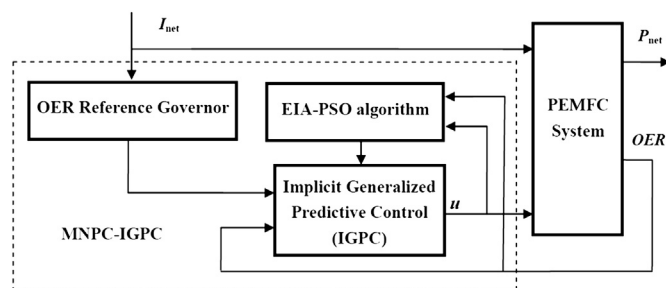 I_net
P_net
OER Reference Governor
EIA-PSO algorithm
PEMFC
System
OER
Implicit Generalized
Predictive Control
(IGPC)
u
MNPC-IGPC